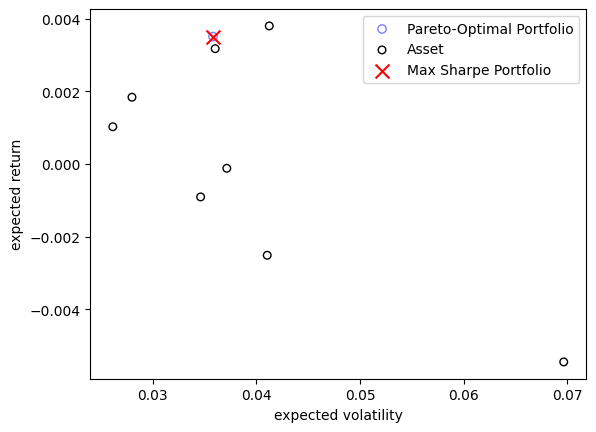 0.004
0.002
0.000
−0.002
−0.004
expected return
Pareto-Optimal Portfolio
Asset
Max Sharpe Portfolio
0.03
0.04
0.05
0.06
0.07
expected volatility